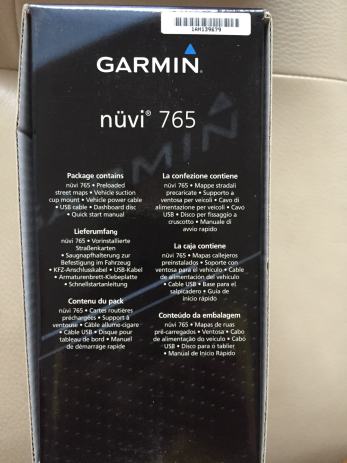 1AM139679
GARMIN
nüvi® 765
Package contains
nüvi 765 • Preloaded
street maps • Vehicle suction
cup mount • Vehicle power cable
• USB cable • Dashboard disc
• Quick start manual
Lieferumfang
nüvi 765 • Vorinstallierte
Straßenkarten
• Saugnapfhalterung zur
Befestigung im Fahrzeug
• KFZ-Anschlusskabel • USB-Kabel
• Armaturenbrett-Klebeplatte
• Schnellstartanleitung
Contenu du pack
nüvi 765 • Cartes routières
préchargées • Support à
ventouse • Câble allume-cigare
• Câble USB • Disque pour
tableau de bord • Manuel
de démarrage rapide
La confezione contiene
nüvi 765 • Mappe stradali
precaricate • Supporto a
ventosa per veicoli • Cavo di
alimentazione per veicoli • Cavo
USB • Disco per fissaggio a
cruscotto • Manuale di
avvio rapido
La caja contiene
nüvi 765 • Mapas callejeros
preinstalados • Soporte con
ventosa para el vehículo • Cable
de alimentación del vehículo
• Cable USB • Base para el
salpicadero • Guía de
inicio rápido
Conteúdo da embalagem
nüvi 765 • Mapas de ruas
pré-carregados • Ventosa • Cabo
de alimentação do veículo • Cabo
USB • Disco para o tablier
• Manual de Início Rápido
GARMIN